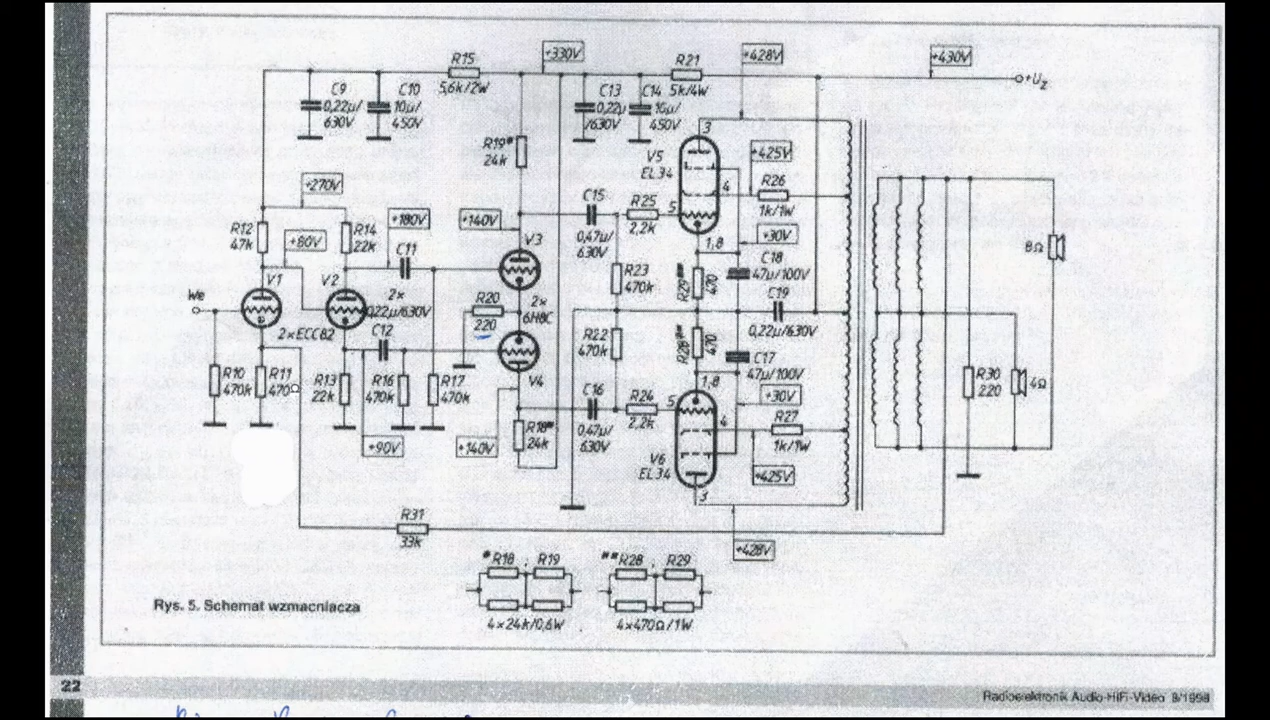 +330V
+428V
+430V
R15
5,6k/2W
R21
5k/4W
+Uz
C9
0,22µ/
630V
C10
10µ/
450V
C13
0,22µ
/630V
C14
10µ/
450V
R19*
24k
V5
EL34
3
+425V
4
R26
1k/1W
+270V
C15
0,47µ/
630V
R25
2,2k
5
R12
47k
+80V
R14
22k
+180V
+140V
+30V
1,8
C11
V3
C18
47µ/100V
8Ω
V1
V2
We
2×
0,22µ/630V
R20
220
2×
6H8C
R23
470k
R29**
470
C19
0,22µ/630V
2×ECC82
C12
R22
470k
R28**
470
C17
47µ/100V
V4
R10
470k
R11
470Ω
R13
22k
R16
470k
R17
470k
C16
0,47µ/
630V
R24
2,2k
5
1,8
+30V
R30
220
4Ω
+90V
+140V
R18*
24k
4
R27
1k/1W
V6
EL34
+425V
3
R31
33k
+428V
*R18 R19
**R28 R29
4×24k/0,6W
4×470Ω/1W
Rys. 5. Schemat wzmacniacza
22
Radioelektronik Audio-HiFi-Video 8/1998